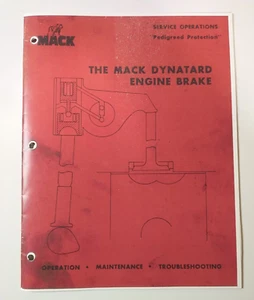 MACK
SERVICE OPERATIONS
"Pedigreed Protection"
THE MACK DYNATARD
ENGINE BRAKE
OPERATION • MAINTENANCE • TROUBLESHOOTING